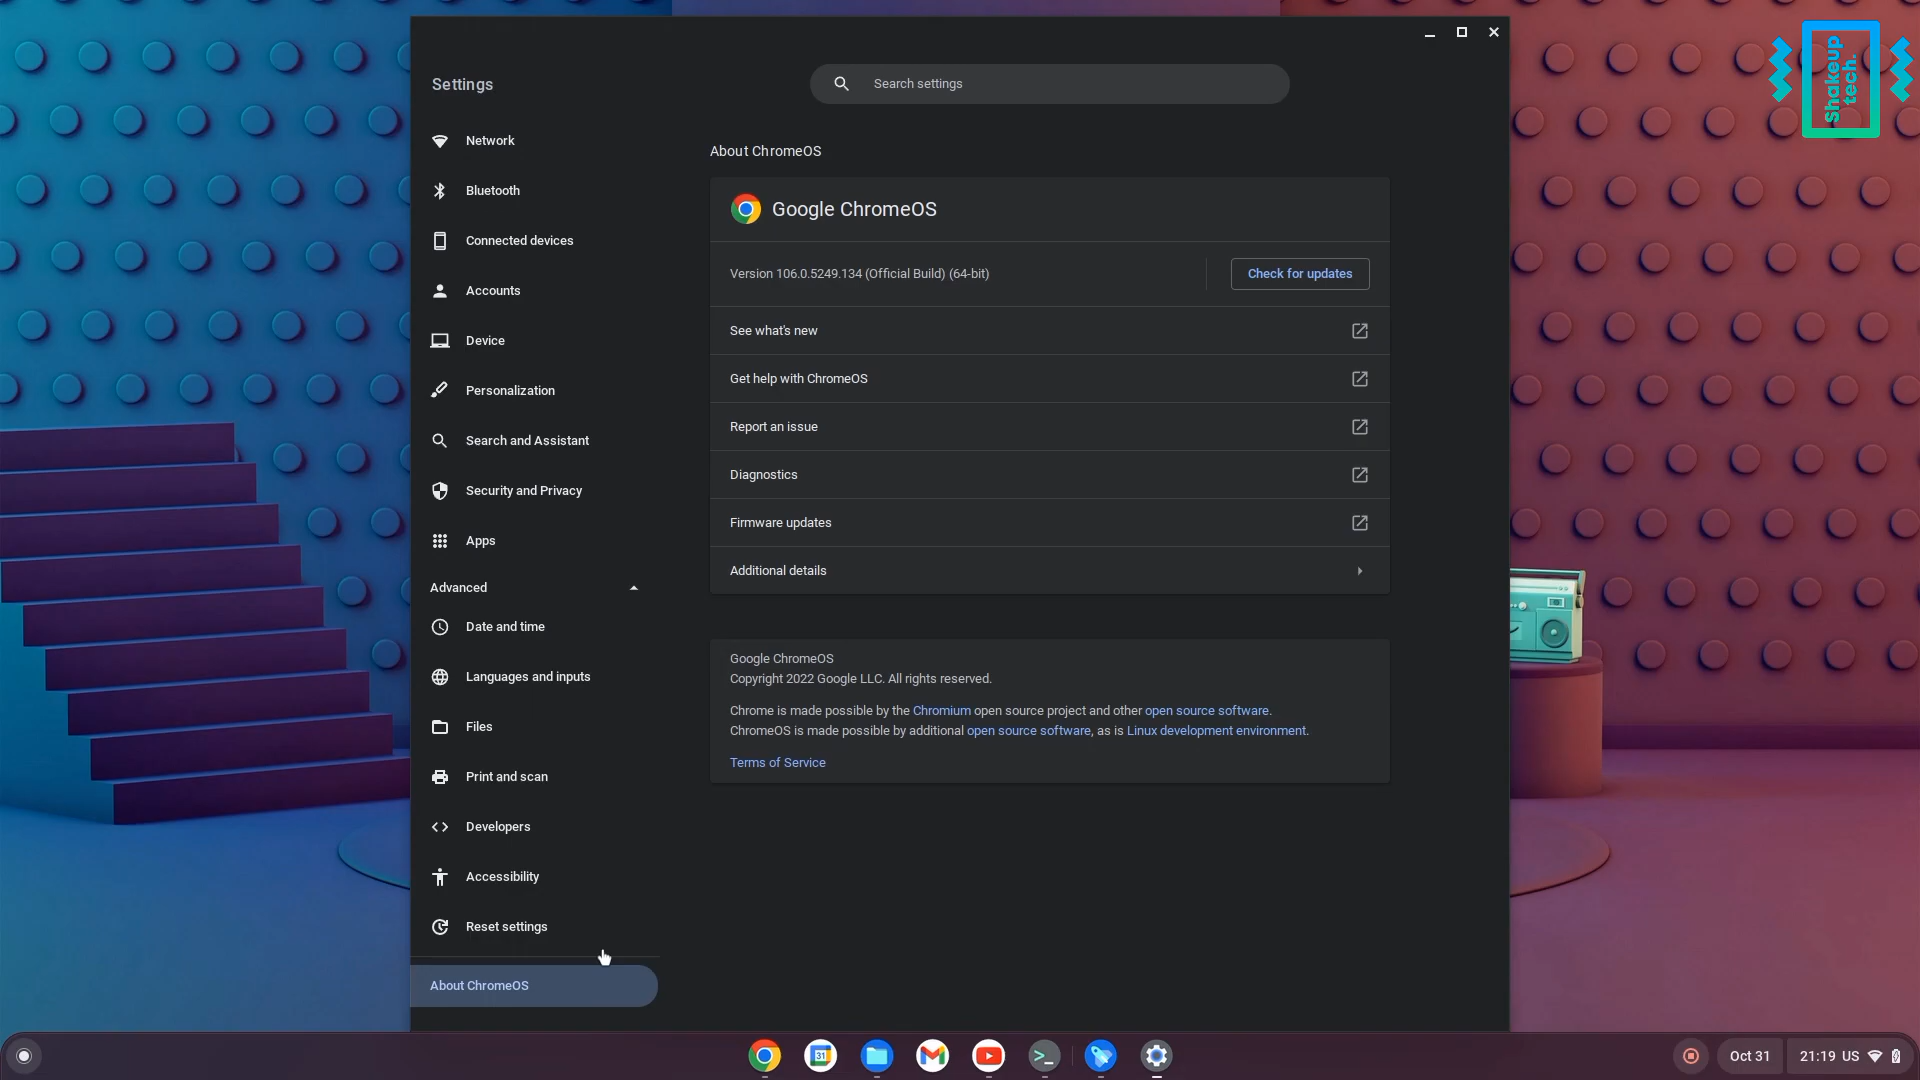 Settings
Search settings
shakeup
tech.
Network
Bluetooth
Connected devices
Accounts
Device
Personalization
Search and Assistant
Security and Privacy
Apps
Advanced
Date and time
Languages and inputs
Files
Print and scan
Developers
Accessibility
Reset settings
About ChromeOS
About ChromeOS
Google ChromeOS
Version 106.0.5249.134 (Official Build) (64-bit)
Check for updates
See what's new
Get help with ChromeOS
Report an issue
Diagnostics
Firmware updates
Additional details
Google ChromeOS
Copyright 2022 Google LLC. All rights reserved.
Chrome is made possible by the Chromium open source project and other open source software.
ChromeOS is made possible by additional open source software, as is Linux development environment.
Terms of Service
31
>_
Oct 31
21:19 US